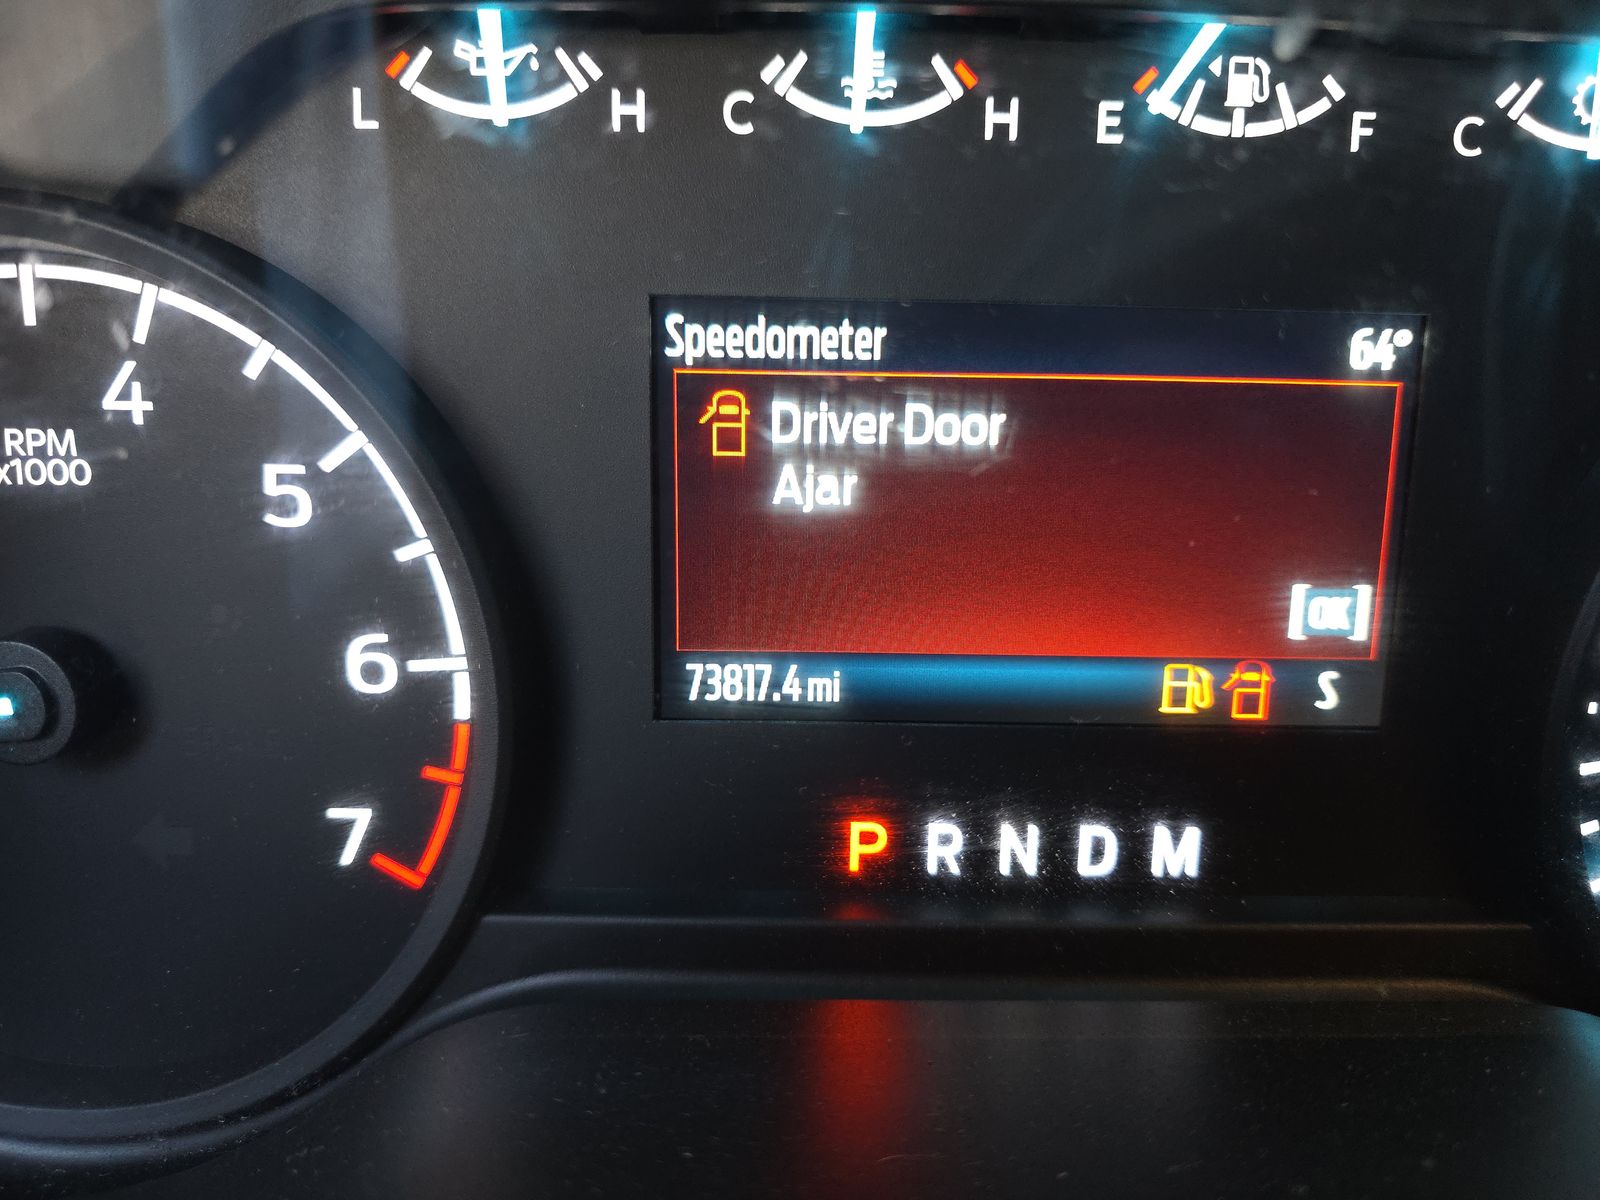 L H C H E F C
Speedometer 64°
Driver Door
Ajar
[OK]
73817.4 mi S
4
RPM
x1000
5
6
7
P R N D M